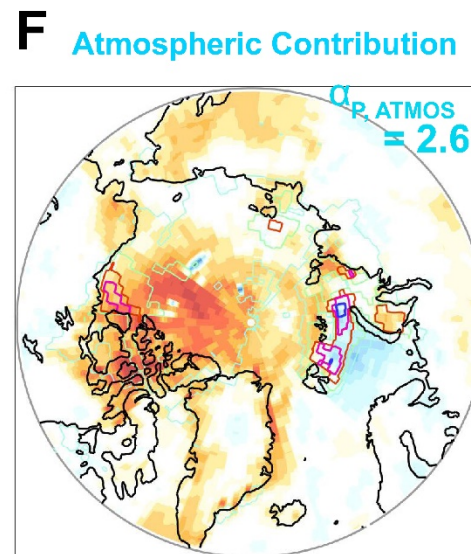 F Atmospheric Contribution
αP, ATMOS
= 2.6